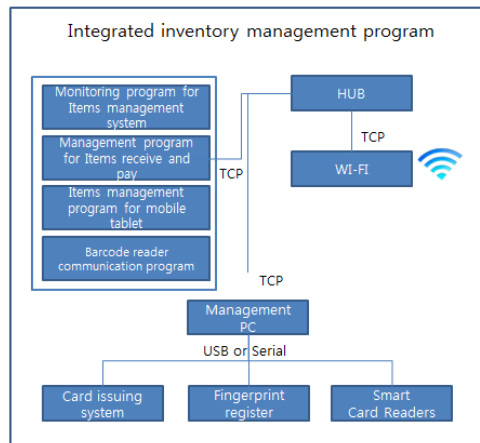 Integrated inventory management program
Monitoring program for
Items management
system
Management program
for Items receive and
pay
Items management
program for mobile
tablet
Barcode reader
communication program
TCP
HUB
TCP
WI-FI
TCP
Management
PC
USB or Serial
Card issuing
system
Fingerprint
register
Smart
Card Readers